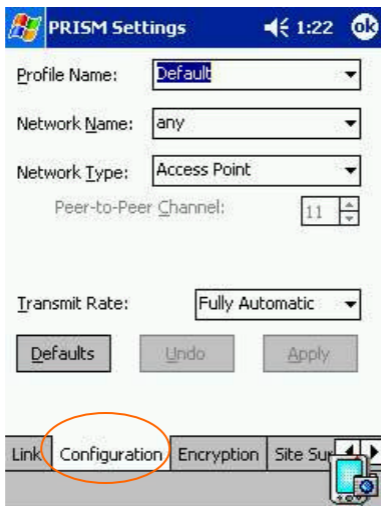 PRISM Settings 1:22 ok
Profile Name: Default
Network Name: any
Network Type: Access Point
Peer-to-Peer Channel: 11
Transmit Rate: Fully Automatic
Defaults Undo Apply
Link Configuration Encryption Site Sur